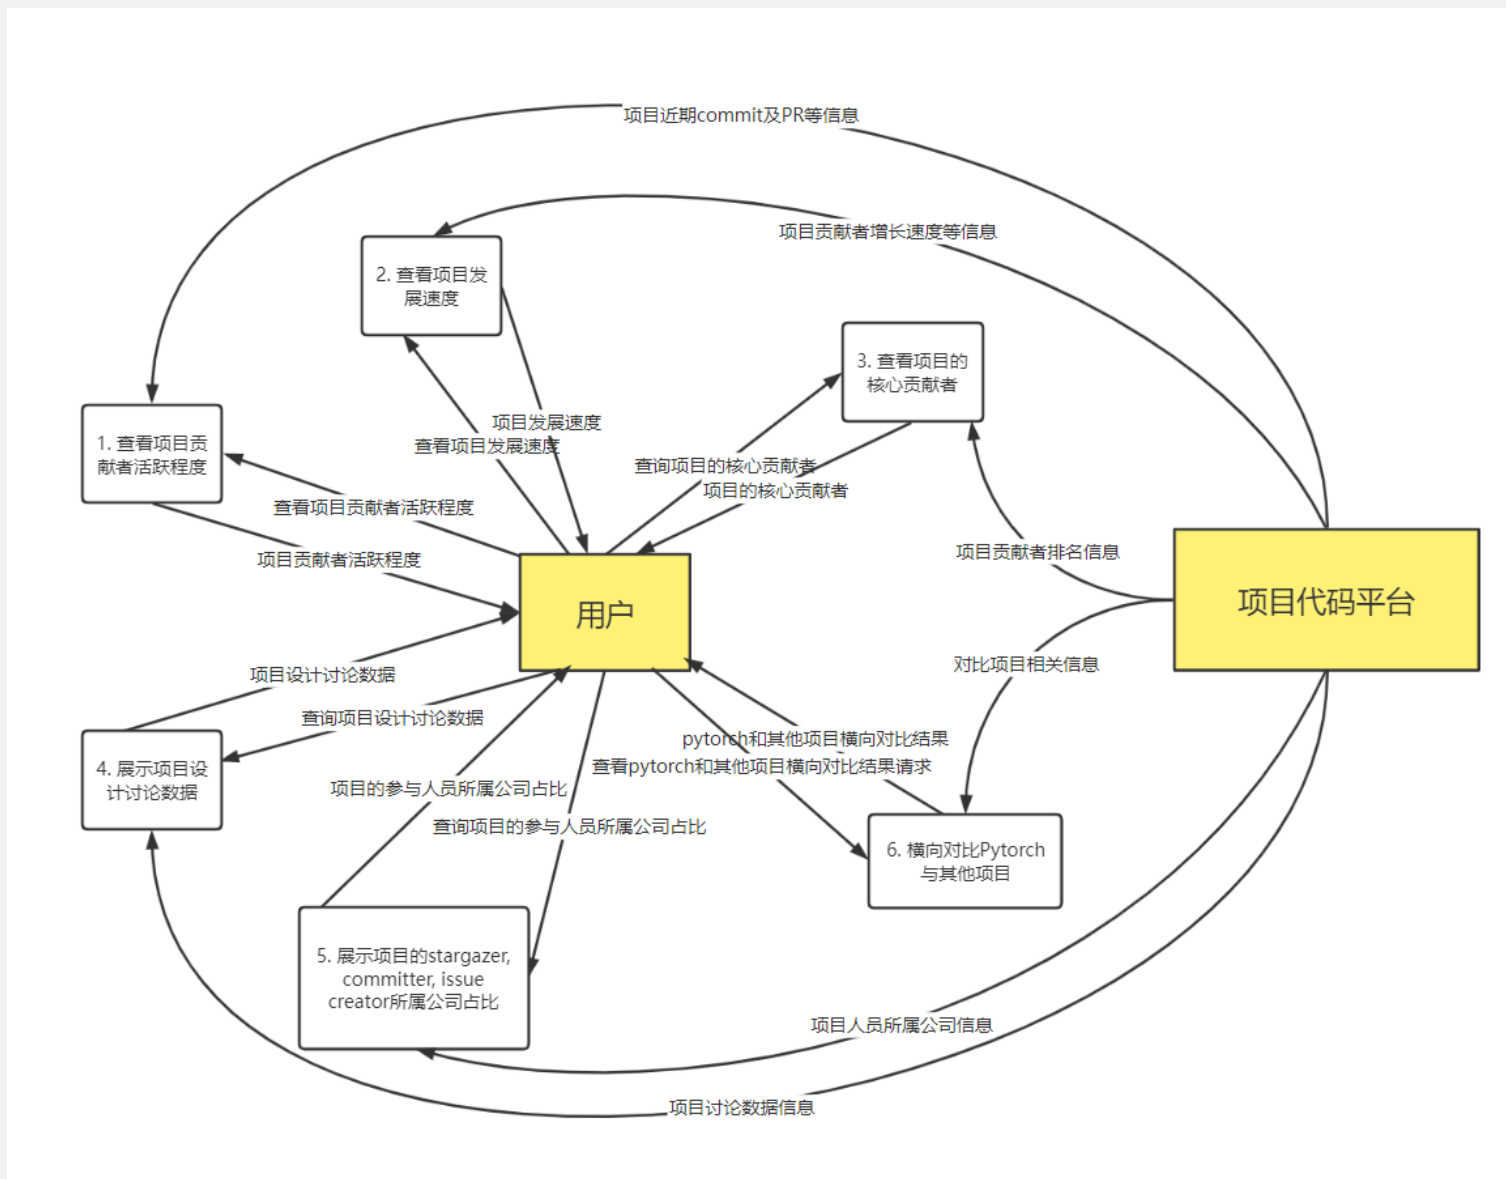 项目近期commit及PR等信息
项目贡献者增长速度等信息
2. 查看项目发
展速度
3. 查看项目的
核心贡献者
1. 查看项目贡
献者活跃程度
项目发展速度
查看项目发展速度
查询项目的核心贡献者
项目的核心贡献者
查看项目贡献者活跃程度
项目贡献者活跃程度
项目贡献者排名信息
用户
项目代码平台
对比项目相关信息
项目设计讨论数据
查询项目设计讨论数据
pytorch和其他项目横向对比结果
查看pytorch和其他项目横向对比结果请求
4. 展示项目设
计讨论数据
项目的参与人员所属公司占比
查询项目的参与人员所属公司占比
6. 横向对比Pytorch
与其他项目
5. 展示项目的stargazer,
committer, issue
creator所属公司占比
项目人员所属公司信息
项目讨论数据信息